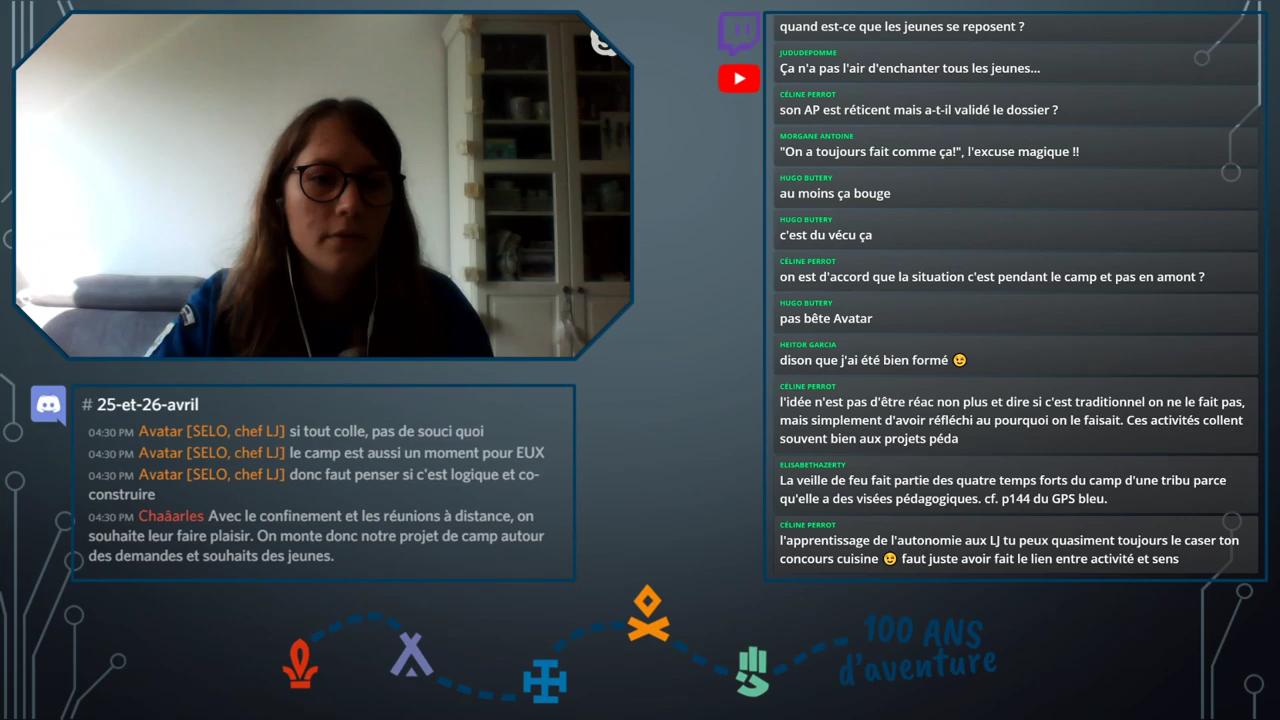 quand est-ce que les jeunes se reposent ?
JUDUDEPOMME
Ça n'a pas l'air d'enchanter tous les jeunes...
CÉLINE PERROT
son AP est réticent mais a-t-il validé le dossier ?
MORGANE ANTOINE
"On a toujours fait comme ça!", l'excuse magique !!
HUGO BUTERY
au moins ça bouge
HUGO BUTERY
c'est du vécu ça
CÉLINE PERROT
on est d'accord que la situation c'est pendant le camp et pas en amont ?
HUGO BUTERY
pas bête Avatar
HEITOR GARCIA
dison que j'ai été bien formé 😉
CÉLINE PERROT
l'idée n'est pas d'être réac non plus et dire si c'est traditionnel on ne le fait pas,
mais simplement d'avoir réfléchi au pourquoi on le faisait. Ces activités collent
souvent bien aux projets péda
ELISABETHAZERTY
La veille de feu fait partie des quatre temps forts du camp d'une tribu parce
qu'elle a des visées pédagogiques. cf. p144 du GPS bleu.
CÉLINE PERROT
l'apprentissage de l'autonomie aux LJ tu peux quasiment toujours le caser ton
concours cuisine 😉 faut juste avoir fait le lien entre activité et sens
# 25-et-26-avril
04:30 PM Avatar [SELO, chef LJ] si tout colle, pas de souci quoi
04:30 PM Avatar [SELO, chef LJ] le camp est aussi un moment pour EUX
04:30 PM Avatar [SELO, chef LJ] donc faut penser si c'est logique et co-
construire
04:30 PM Chaâarles Avec le confinement et les réunions à distance, on
souhaite leur faire plaisir. On monte donc notre projet de camp autour
des demandes et souhaits des jeunes.
100 ANS
d'aventure